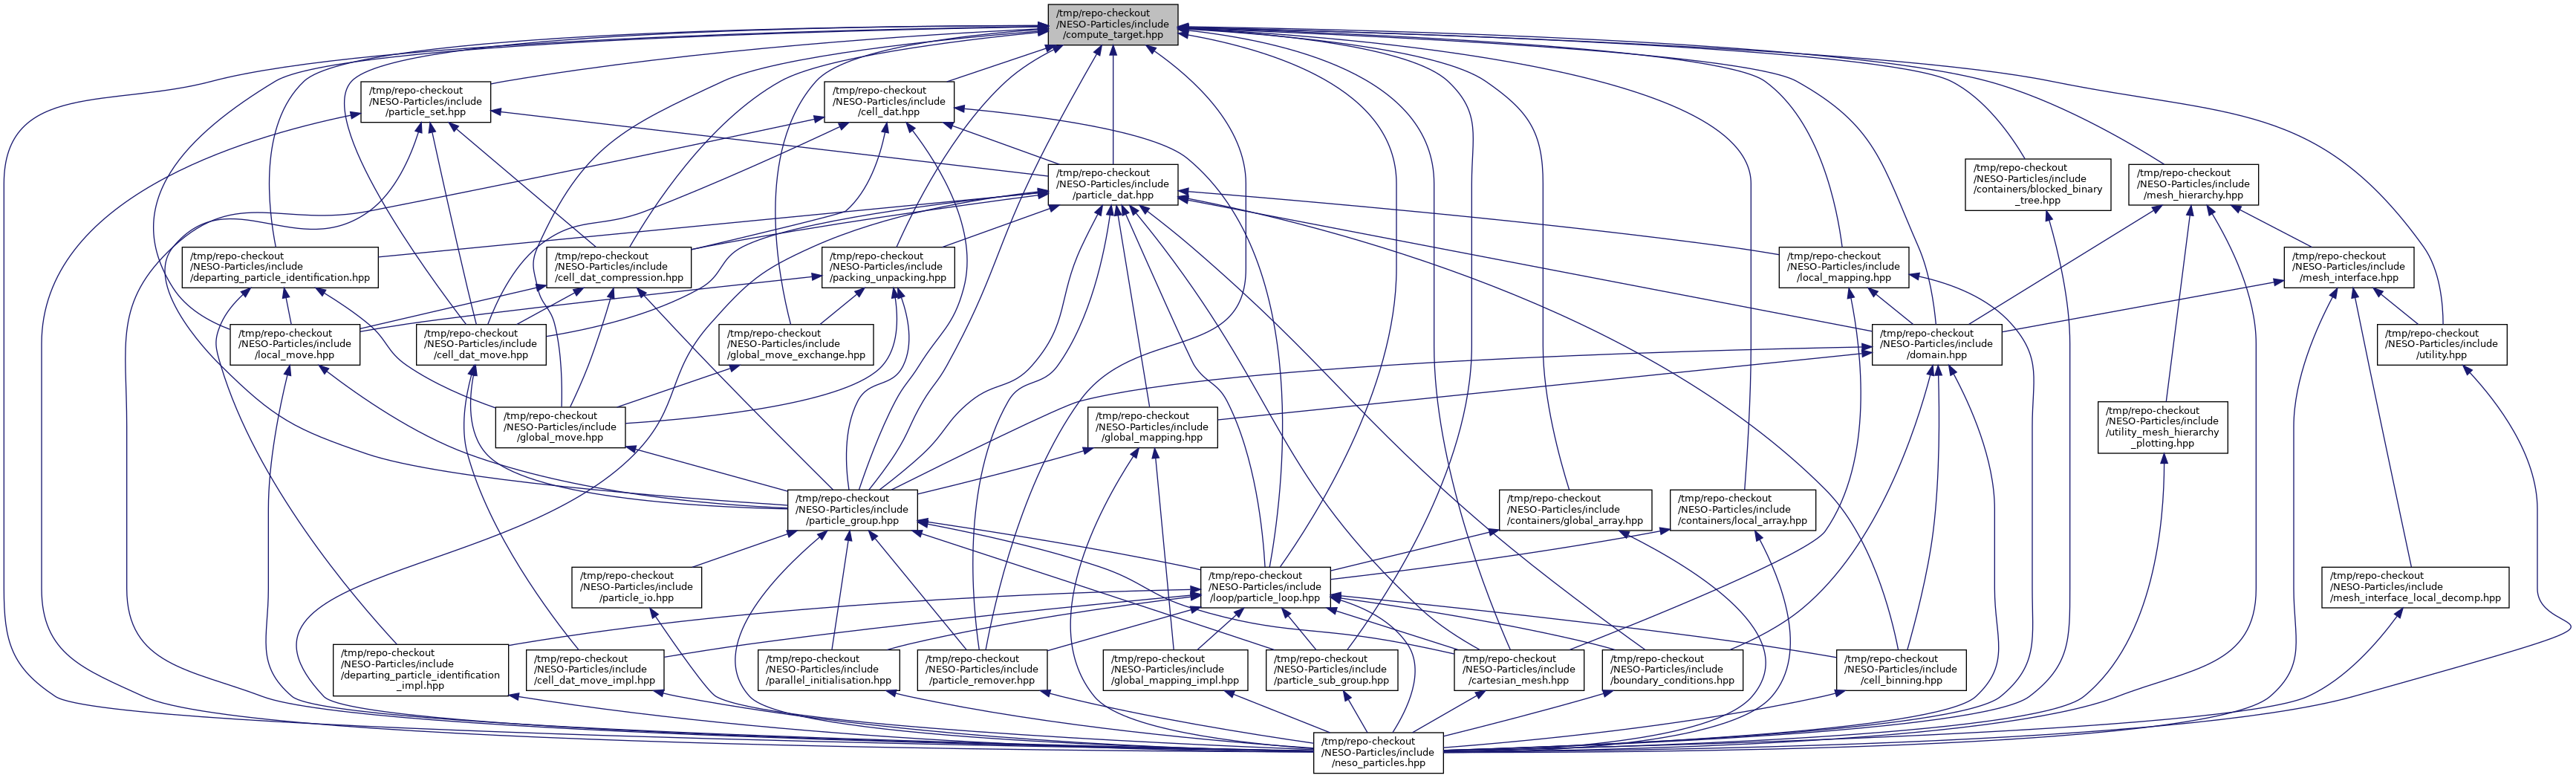 /tmp/repo-checkout
/NESO-Particles/include
/compute_target.hpp
/tmp/repo-checkout
/NESO-Particles/include
/particle_set.hpp
/tmp/repo-checkout
/NESO-Particles/include
/cell_dat.hpp
/tmp/repo-checkout
/NESO-Particles/include
/particle_dat.hpp
/tmp/repo-checkout
/NESO-Particles/include
/containers/blocked_binary
_tree.hpp
/tmp/repo-checkout
/NESO-Particles/include
/mesh_hierarchy.hpp
/tmp/repo-checkout
/NESO-Particles/include
/departing_particle_identification.hpp
/tmp/repo-checkout
/NESO-Particles/include
/cell_dat_compression.hpp
/tmp/repo-checkout
/NESO-Particles/include
/packing_unpacking.hpp
/tmp/repo-checkout
/NESO-Particles/include
/local_mapping.hpp
/tmp/repo-checkout
/NESO-Particles/include
/mesh_interface.hpp
/tmp/repo-checkout
/NESO-Particles/include
/local_move.hpp
/tmp/repo-checkout
/NESO-Particles/include
/cell_dat_move.hpp
/tmp/repo-checkout
/NESO-Particles/include
/global_move_exchange.hpp
/tmp/repo-checkout
/NESO-Particles/include
/domain.hpp
/tmp/repo-checkout
/NESO-Particles/include
/utility.hpp
/tmp/repo-checkout
/NESO-Particles/include
/global_move.hpp
/tmp/repo-checkout
/NESO-Particles/include
/global_mapping.hpp
/tmp/repo-checkout
/NESO-Particles/include
/utility_mesh_hierarchy
_plotting.hpp
/tmp/repo-checkout
/NESO-Particles/include
/particle_group.hpp
/tmp/repo-checkout
/NESO-Particles/include
/containers/global_array.hpp
/tmp/repo-checkout
/NESO-Particles/include
/containers/local_array.hpp
/tmp/repo-checkout
/NESO-Particles/include
/particle_io.hpp
/tmp/repo-checkout
/NESO-Particles/include
/loop/particle_loop.hpp
/tmp/repo-checkout
/NESO-Particles/include
/mesh_interface_local_decomp.hpp
/tmp/repo-checkout
/NESO-Particles/include
/departing_particle_identification
_impl.hpp
/tmp/repo-checkout
/NESO-Particles/include
/cell_dat_move_impl.hpp
/tmp/repo-checkout
/NESO-Particles/include
/parallel_initialisation.hpp
/tmp/repo-checkout
/NESO-Particles/include
/particle_remover.hpp
/tmp/repo-checkout
/NESO-Particles/include
/global_mapping_impl.hpp
/tmp/repo-checkout
/NESO-Particles/include
/particle_sub_group.hpp
/tmp/repo-checkout
/NESO-Particles/include
/cartesian_mesh.hpp
/tmp/repo-checkout
/NESO-Particles/include
/boundary_conditions.hpp
/tmp/repo-checkout
/NESO-Particles/include
/cell_binning.hpp
/tmp/repo-checkout
/NESO-Particles/include
/neso_particles.hpp